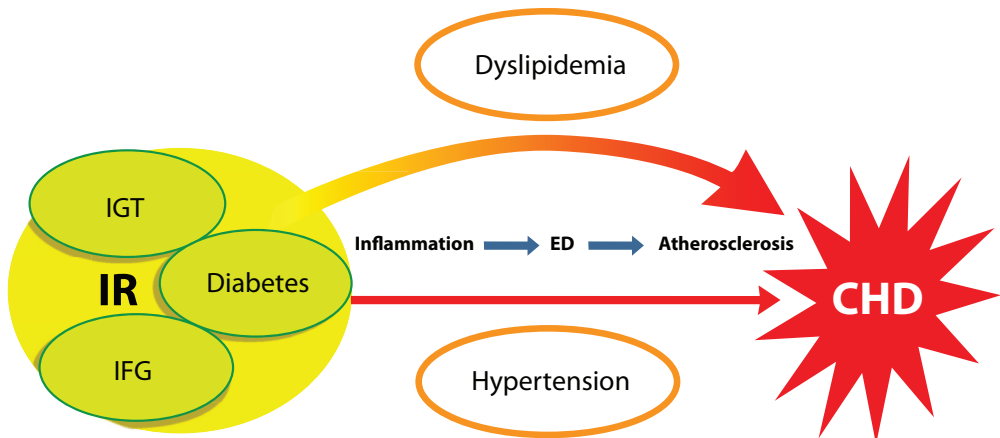 Dyslipidemia
IGT
Inflammation ED Atherosclerosis
IR Diabetes
CHD
IFG
Hypertension